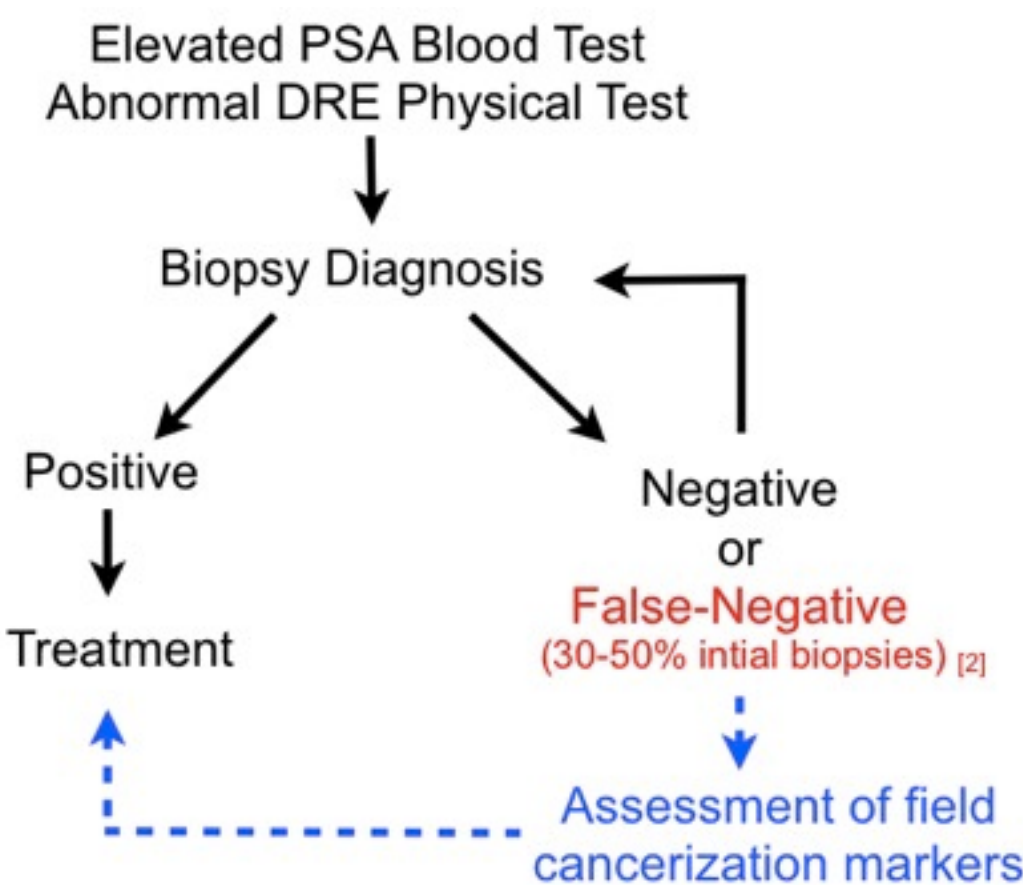 Elevated PSA Blood Test
Abnormal DRE Physical Test
Biopsy Diagnosis
Positive
Negative
or
False-Negative
(30-50% intial biopsies) [2]
Treatment
Assessment of field
cancerization markers